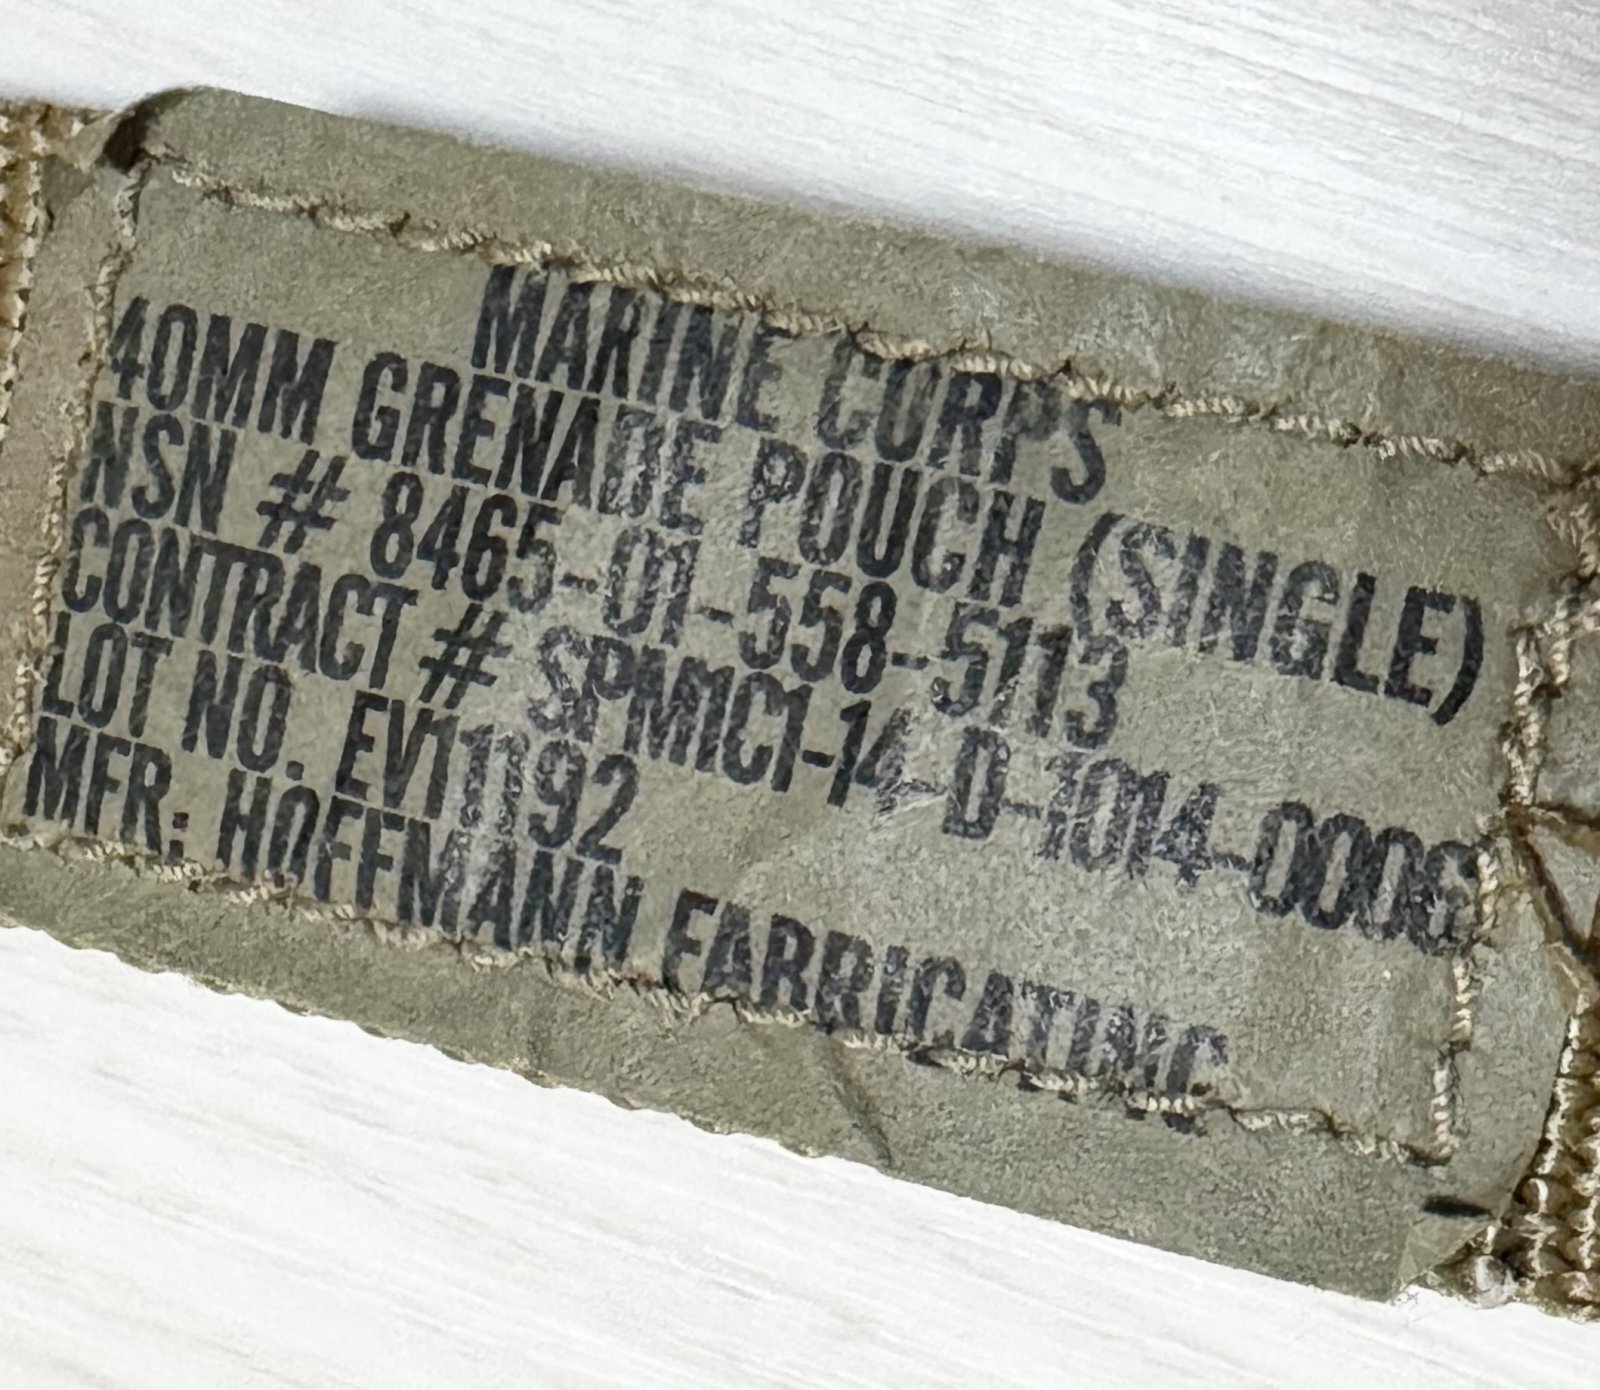 MARINE CORPS
40MM GRENADE POUCH (SINGLE)
NSN # 8465-01-558-5113
CONTRACT # SPM1C1-14-D-1014-0006
LOT NO. EV111192
MFR: HOFFMANN FABRICATING